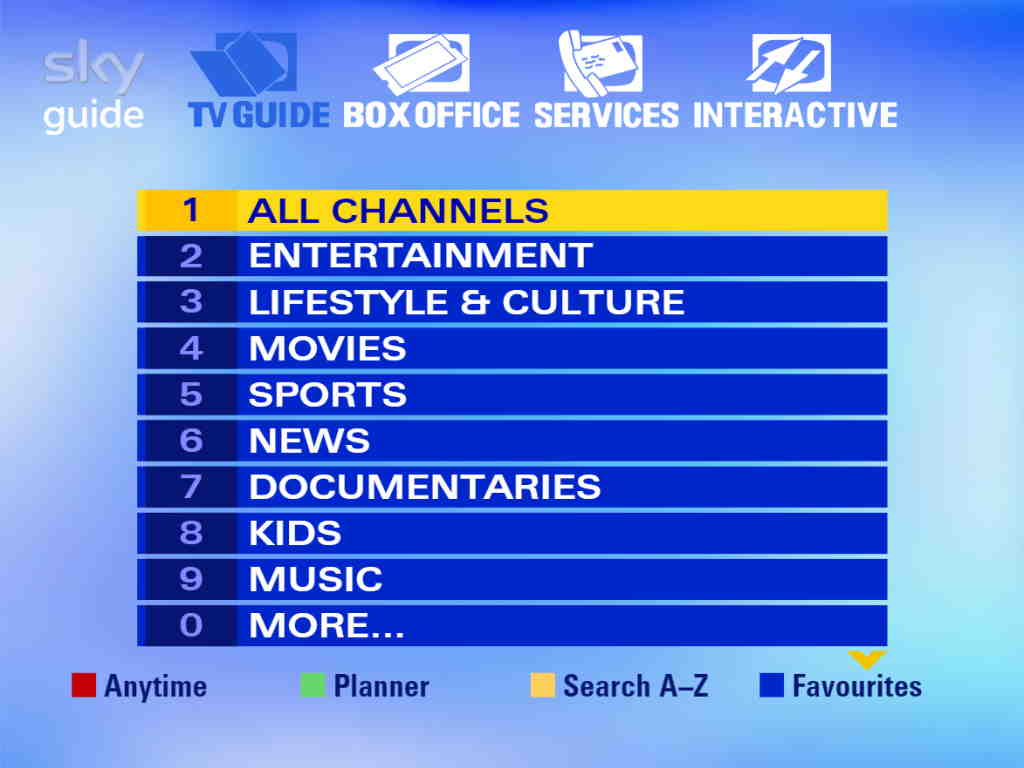 sky
guide
TV GUIDE BOX OFFICE SERVICES INTERACTIVE
1 ALL CHANNELS
2 ENTERTAINMENT
3 LIFESTYLE & CULTURE
4 MOVIES
5 SPORTS
6 NEWS
7 DOCUMENTARIES
8 KIDS
9 MUSIC
0 MORE...
Anytime Planner Search A–Z Favourites